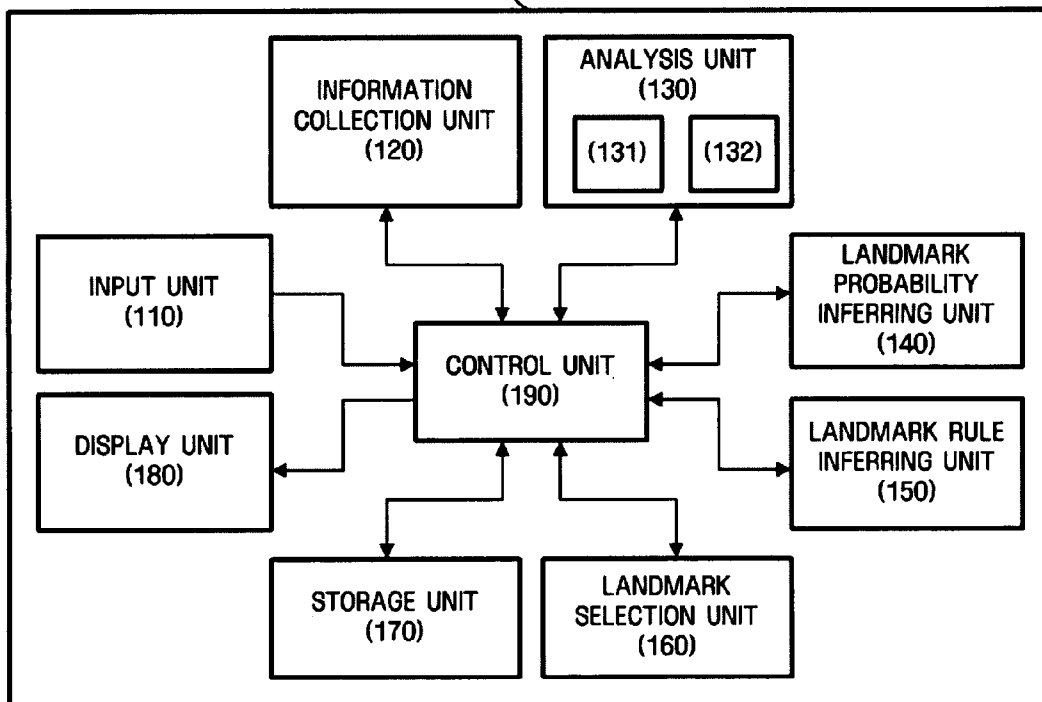 INFORMATION
COLLECTION UNIT
(120)
ANALYSIS UNIT
(130)
(131)
(132)
INPUT UNIT
(110)
LANDMARK
PROBABILITY
INFERRING UNIT
(140)
CONTROL UNIT
(190)
DISPLAY UNIT
(180)
LANDMARK RULE
INFERRING UNIT
(150)
STORAGE UNIT
(170)
LANDMARK
SELECTION UNIT
(160)